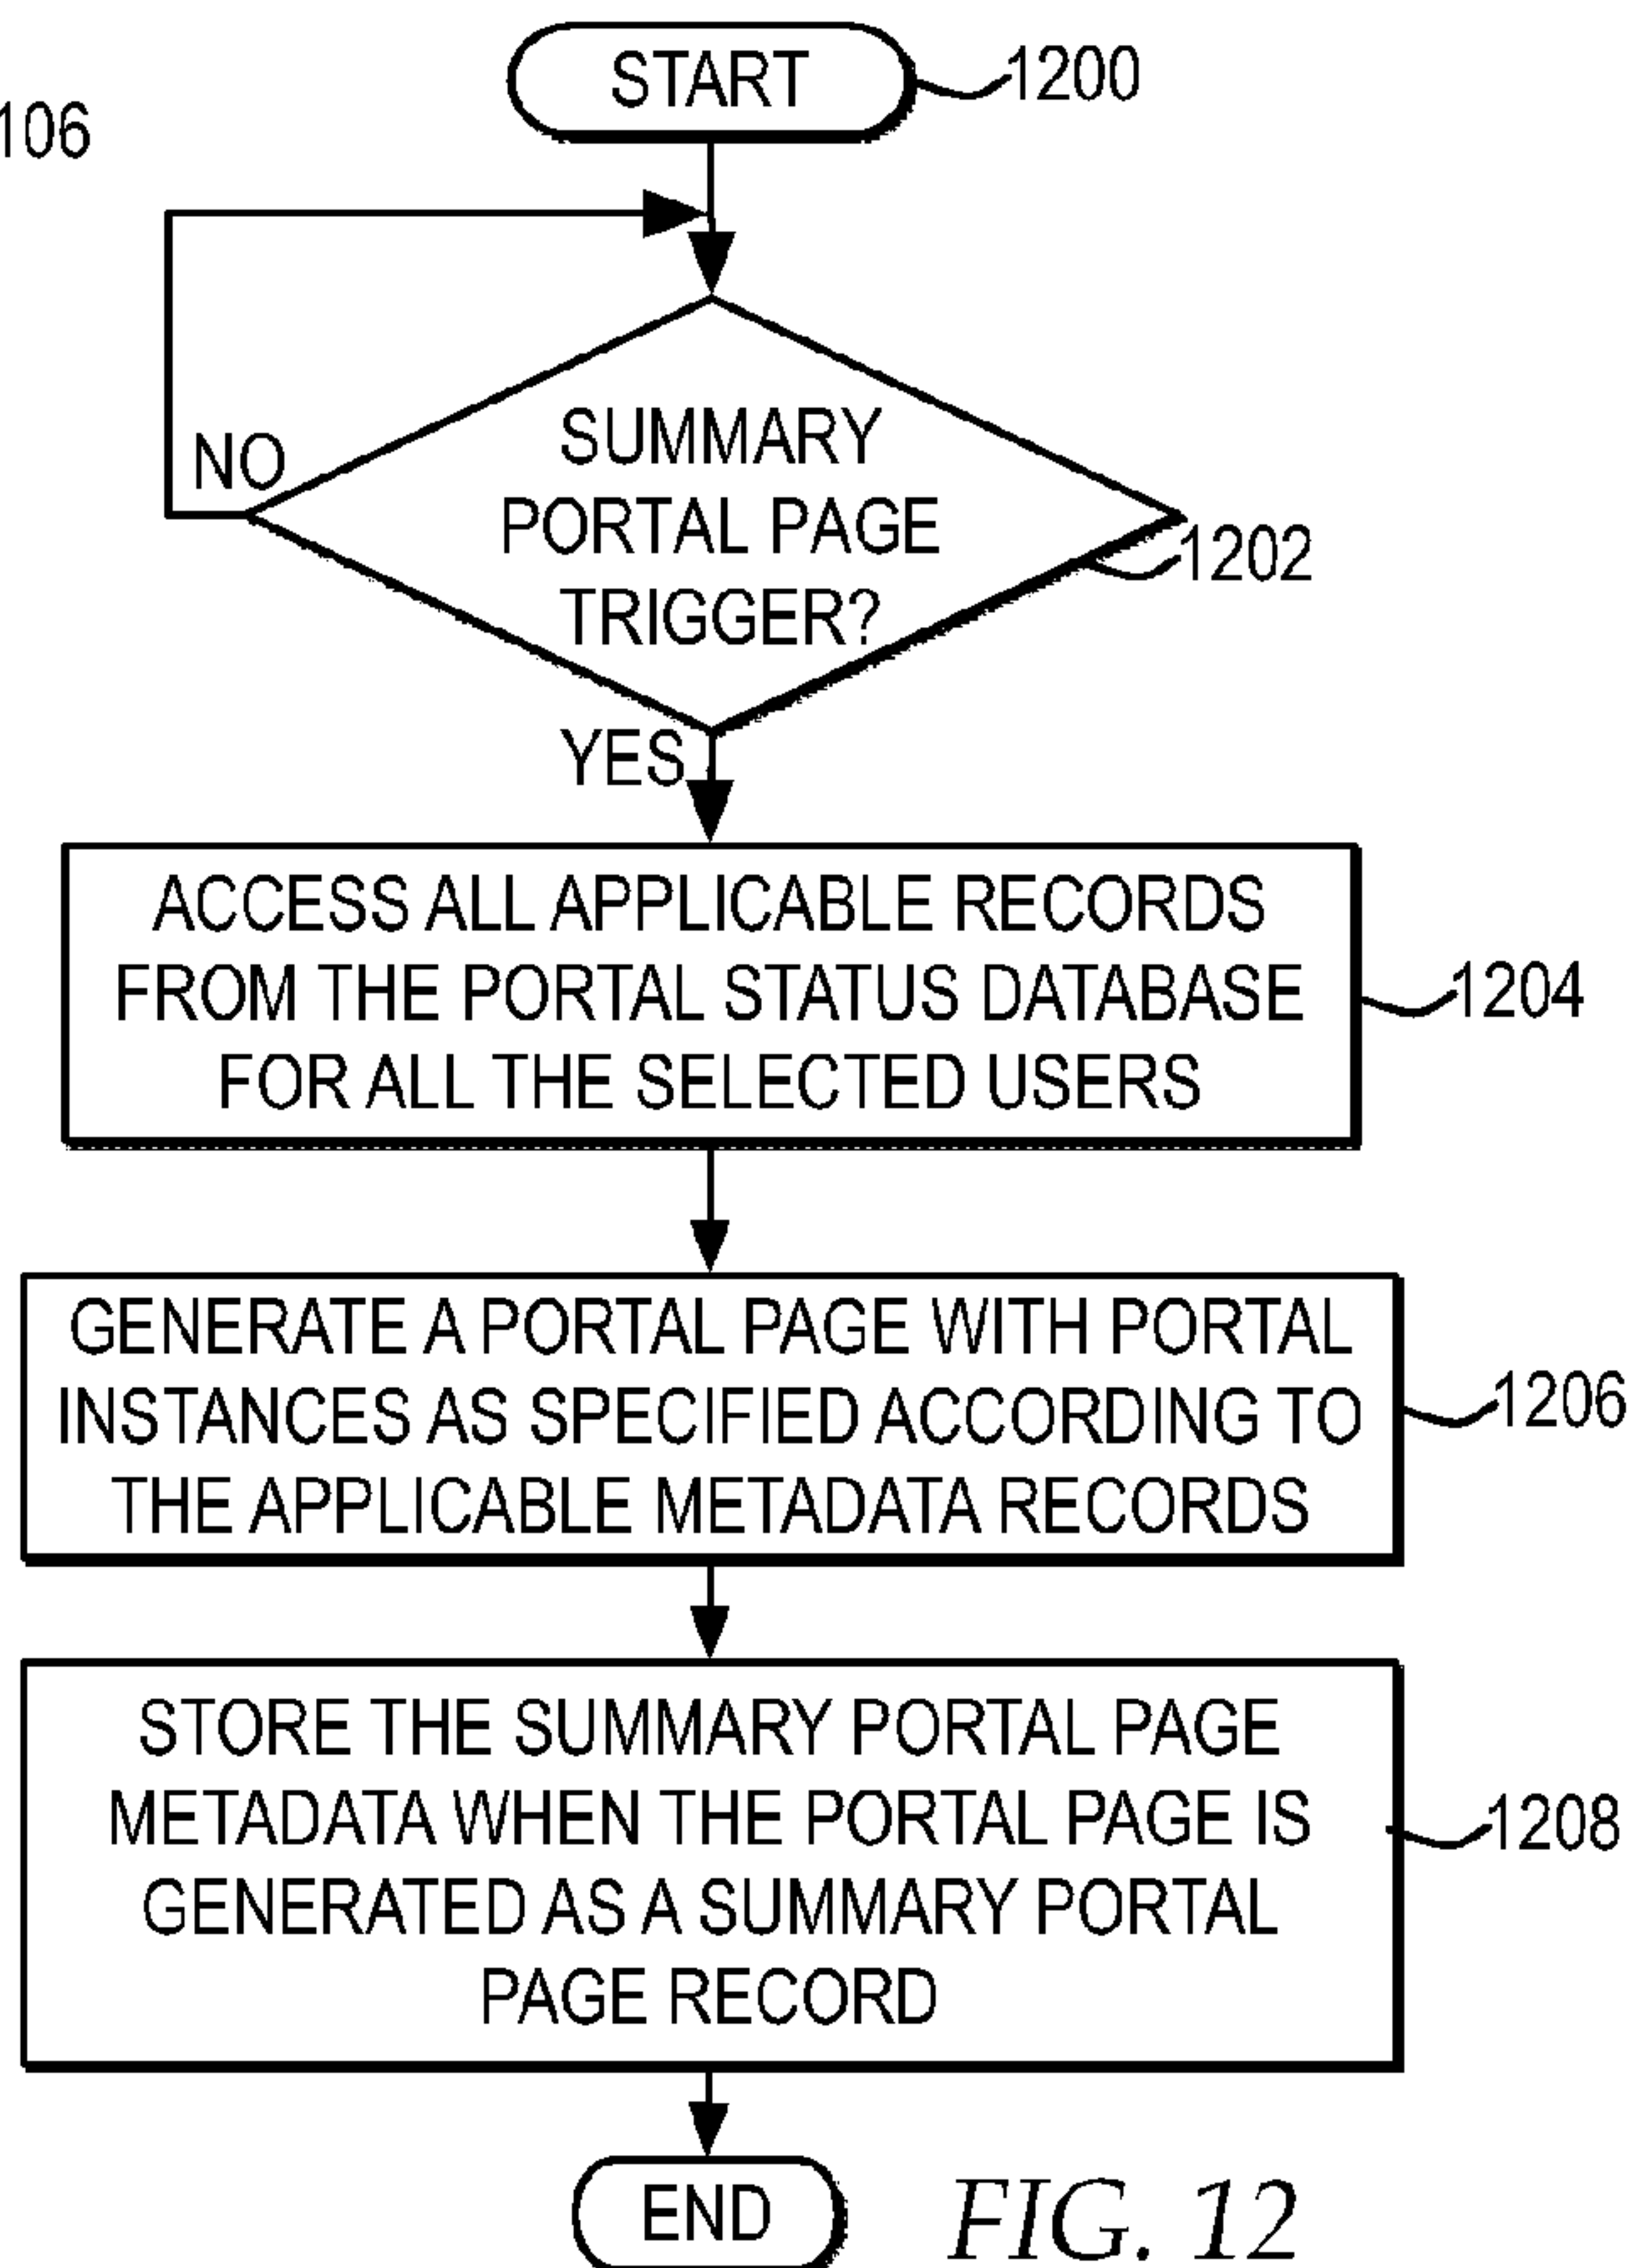 START
1200
106
SUMMARY
PORTAL PAGE
TRIGGER?
NO
1202
YES
ACCESS ALL APPLICABLE RECORDS
FROM THE PORTAL STATUS DATABASE
FOR ALL THE SELECTED USERS
1204
GENERATE A PORTAL PAGE WITH PORTAL
INSTANCES AS SPECIFIED ACCORDING TO
THE APPLICABLE METADATA RECORDS
1206
STORE THE SUMMARY PORTAL PAGE
METADATA WHEN THE PORTAL PAGE IS
GENERATED AS A SUMMARY PORTAL
PAGE RECORD
1208
END
FIG. 12